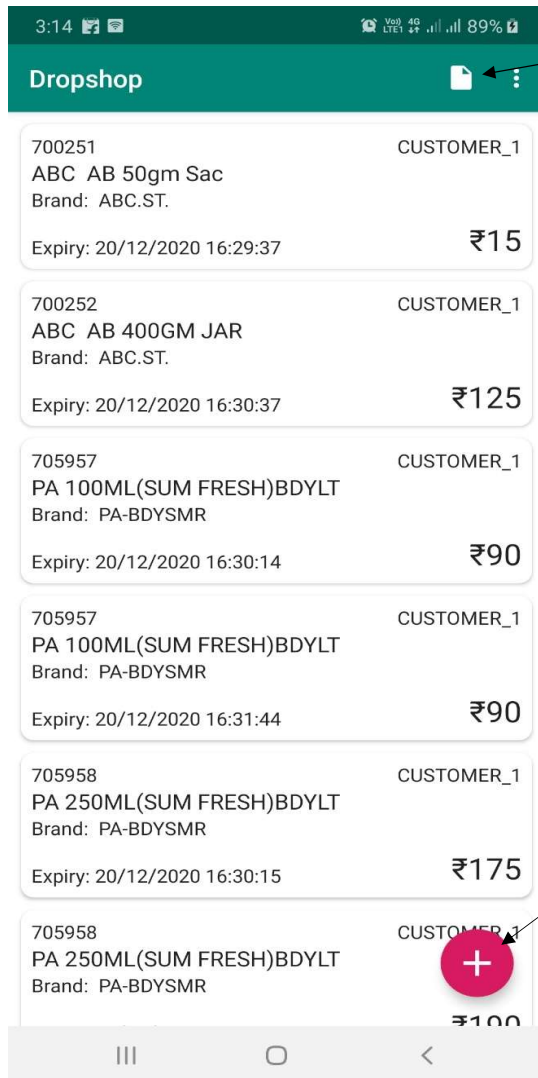 3:14 Vo)) 4G LTE1 89%
Dropshop
700251 CUSTOMER_1
ABC AB 50gm Sac
Brand: ABC.ST.
Expiry: 20/12/2020 16:29:37 ₹15
700252 CUSTOMER_1
ABC AB 400GM JAR
Brand: ABC.ST.
Expiry: 20/12/2020 16:30:37 ₹125
705957 CUSTOMER_1
PA 100ML(SUM FRESH)BDYLT
Brand: PA-BDYSMR
Expiry: 20/12/2020 16:30:14 ₹90
705957 CUSTOMER_1
PA 100ML(SUM FRESH)BDYLT
Brand: PA-BDYSMR
Expiry: 20/12/2020 16:31:44 ₹90
705958 CUSTOMER_1
PA 250ML(SUM FRESH)BDYLT
Brand: PA-BDYSMR
Expiry: 20/12/2020 16:30:15 ₹175
705958 CUSTOMER_1
PA 250ML(SUM FRESH)BDYLT
Brand: PA-BDYSMR
₹190